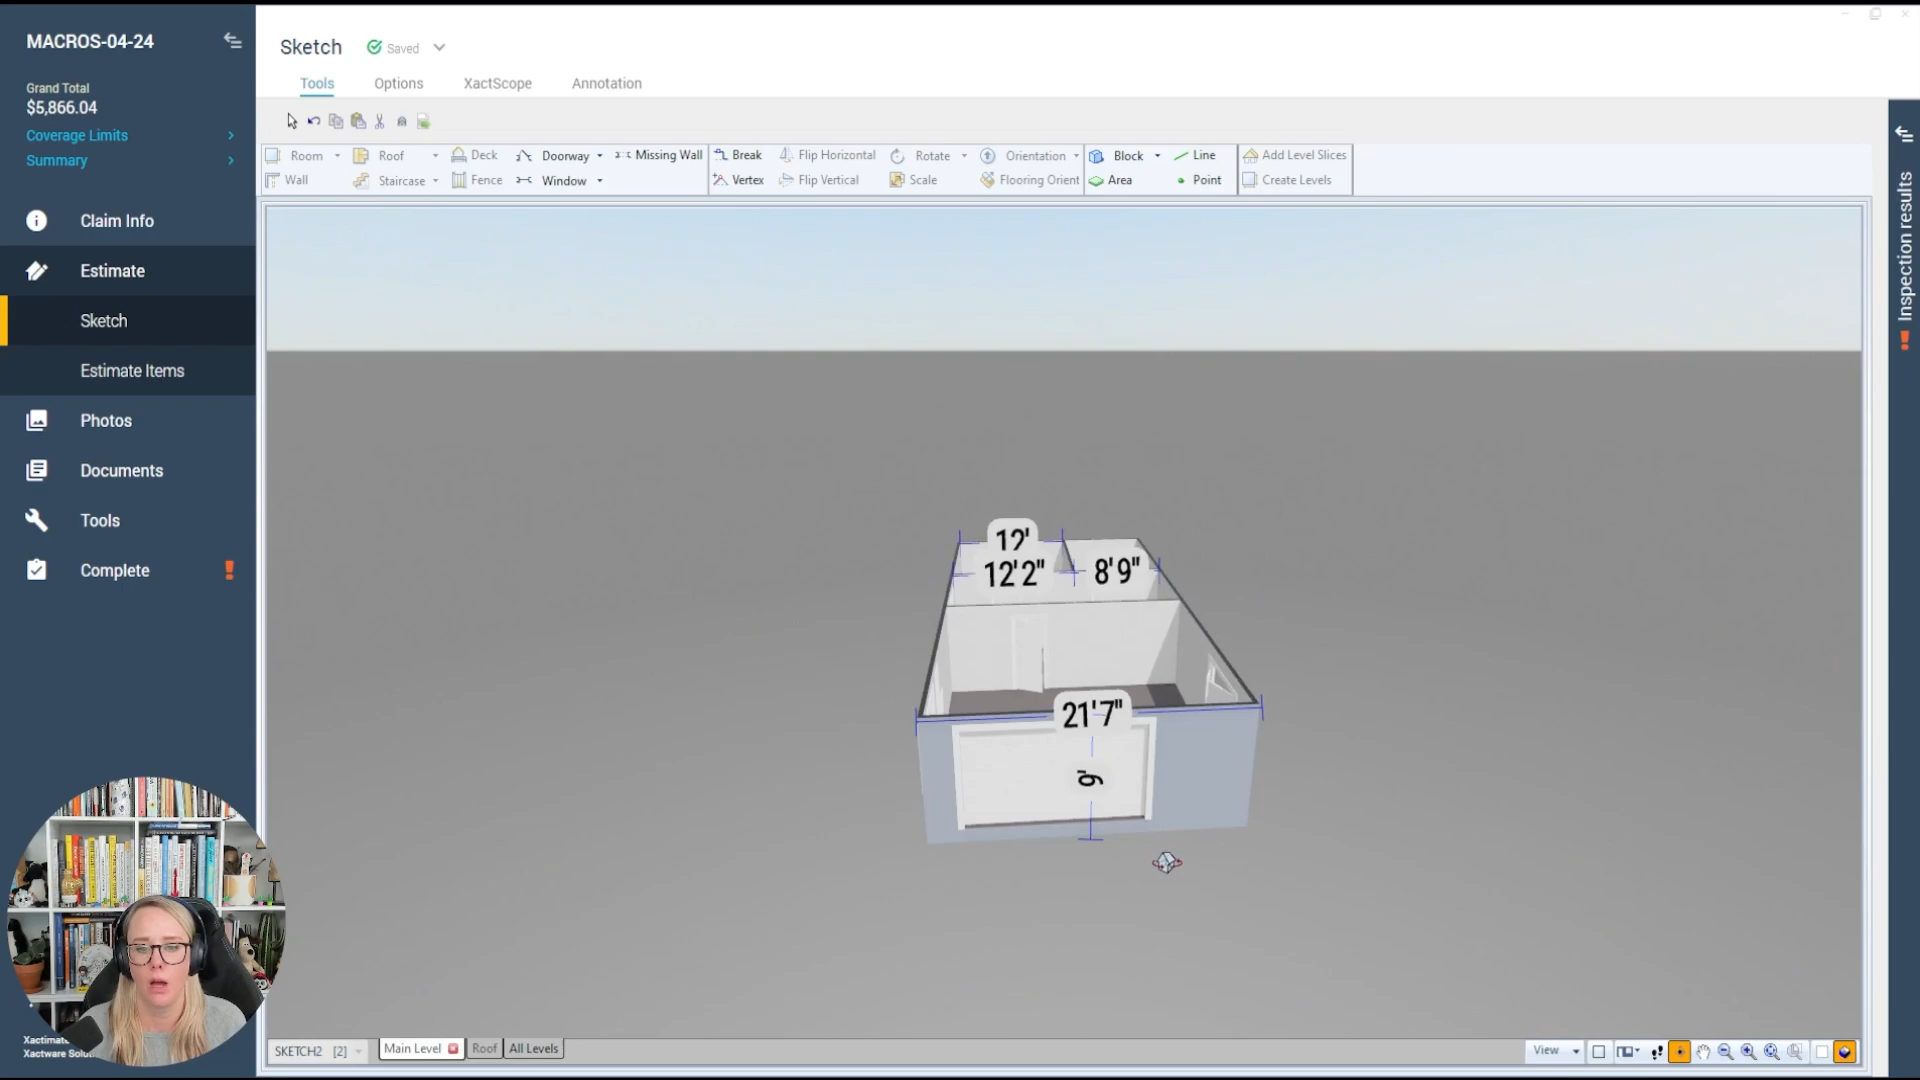 MACROS-04-24
Grand Total
$5,866.04
Coverage Limits
Summary
Claim Info
Estimate
Sketch
Estimate Items
Photos
Documents
Tools
Complete
Sketch
Saved
Tools
Options
XactScope
Annotation
Room
Roof
Deck
Doorway
Missing Wall
Break
Flip Horizontal
Rotate
Orientation
Block
Line
Add Level Slices
Wall
Staircase
Fence
Window
Vertex
Flip Vertical
Scale
Flooring Orient
Area
Point
Create Levels
Inspection results
12'
12'2"
8'9"
21'7"
9'
SKETCH2 [2]
Main Level
Roof
All Levels
View
Xactimate
Xactware